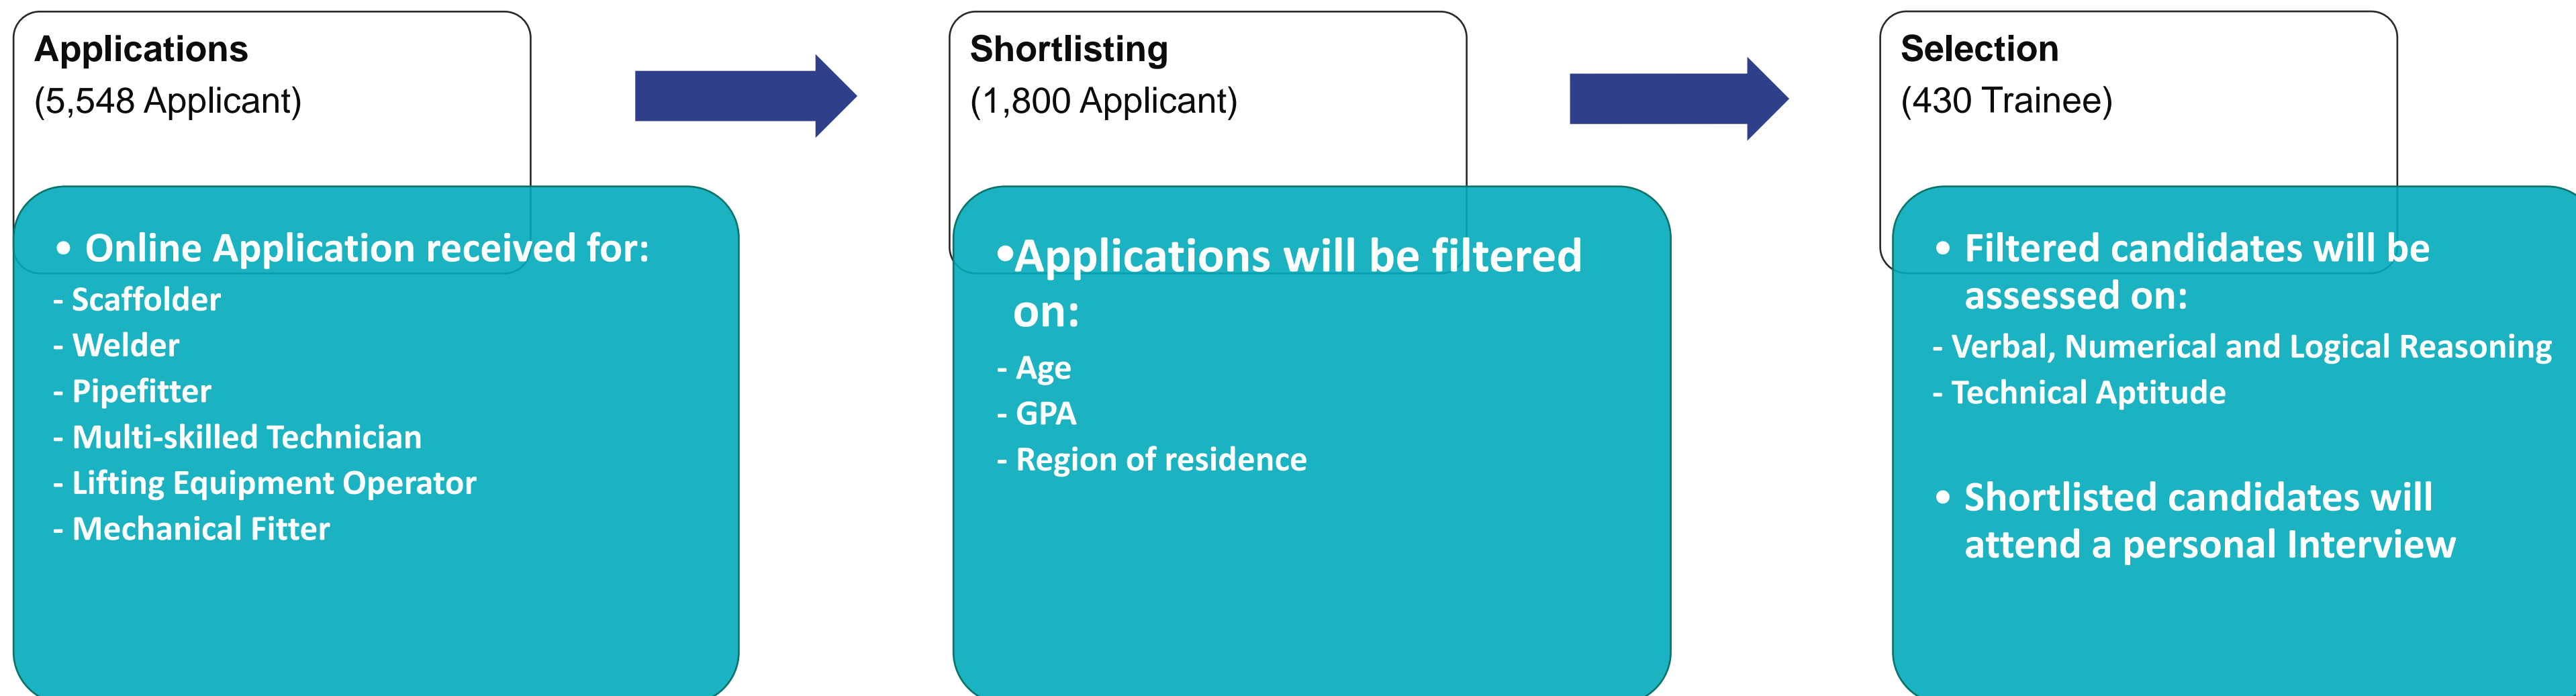 Applications
(5,548 Applicant)
• Online Application received for:
- Scaffolder
- Welder
- Pipefitter
- Multi-skilled Technician
- Lifting Equipment Operator
- Mechanical Fitter
Shortlisting
(1,800 Applicant)
•Applications will be filtered
on:
- Age
- GPA
- Region of residence
Selection
(430 Trainee)
• Filtered candidates will be
assessed on:
- Verbal, Numerical and Logical Reasoning
- Technical Aptitude
• Shortlisted candidates will
attend a personal Interview